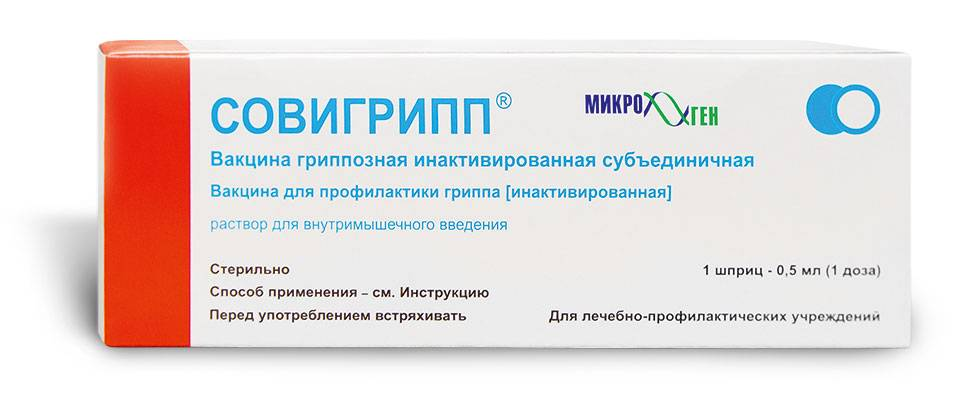 СОВИГРИПП®
МИКРОГЕН
Вакцина гриппозная инактивированная субъединичная
Вакцина для профилактики гриппа [инактивированная]
раствор для внутримышечного введения
Стерильно
1 шприц - 0,5 мл (1 доза)
Способ применения – см. Инструкцию
Перед употреблением встряхивать
Для лечебно-профилактических учреждений